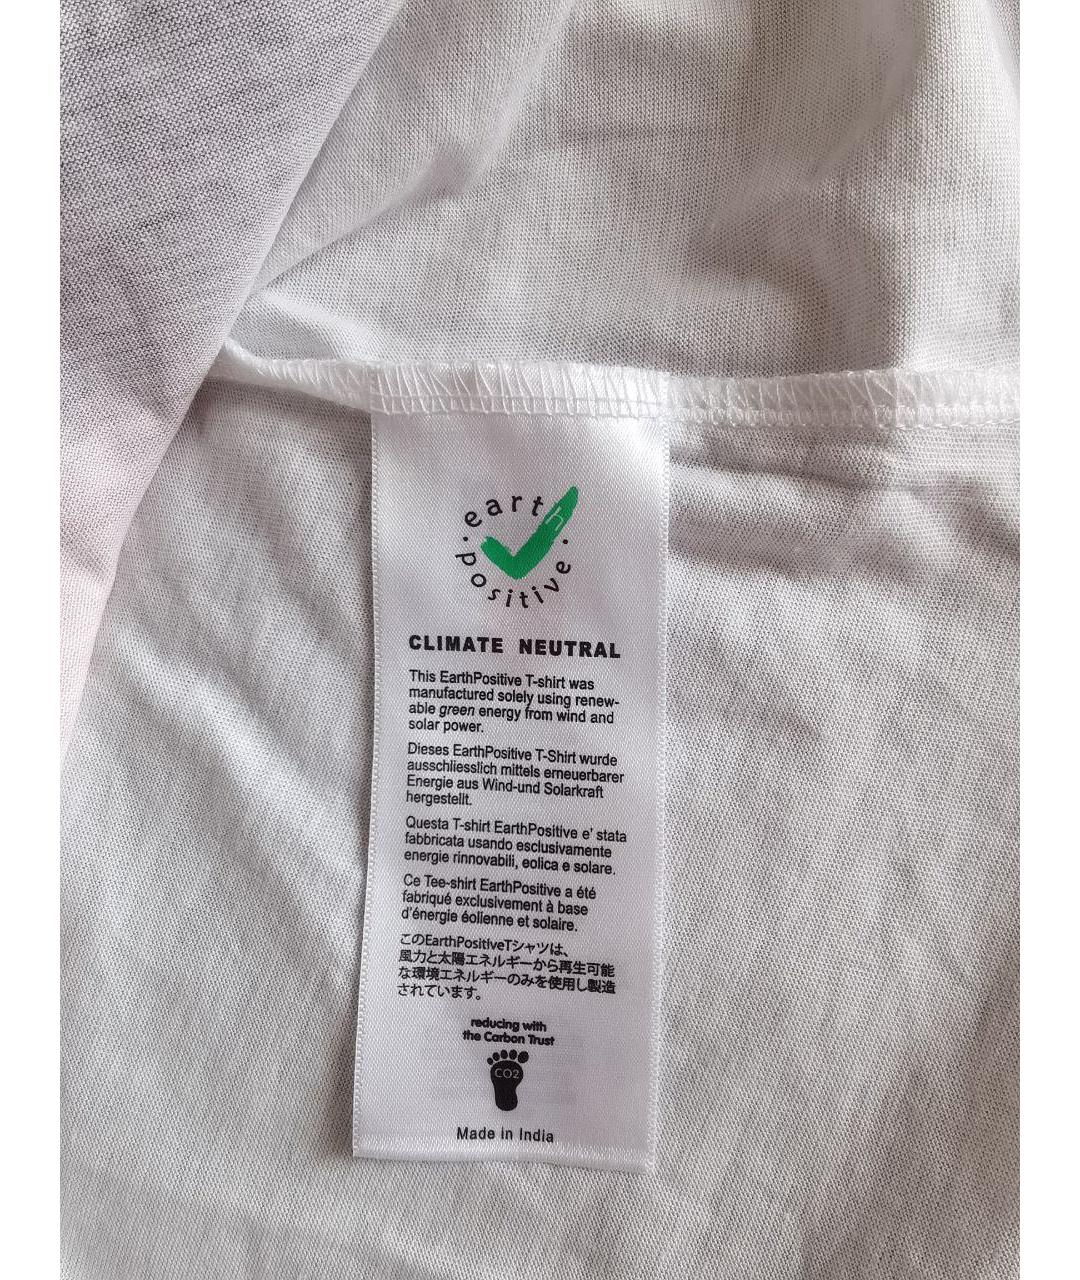 earth
positive
CLIMATE NEUTRAL
This EarthPositive T-shirt was
manufactured solely using renew-
able green energy from wind and
solar power.
Dieses EarthPositive T-Shirt wurde
ausschliesslich mittels erneuerbarer
Energie aus Wind-und Solarkraft
hergestellt.
Questa T-shirt EarthPositive e' stata
fabbricata usando esclusivamente
energie rinnovabili, eolica e solare.
Ce Tee-shirt EarthPositive a été
fabriqué exclusivement à base
d'énergie éolienne et solaire.
このEarthPositiveTシャツは、
風力と太陽エネルギーから再生可能
な環境エネルギーのみを使用し製造
されています。
reducing with
the Carbon Trust
CO2
Made in India